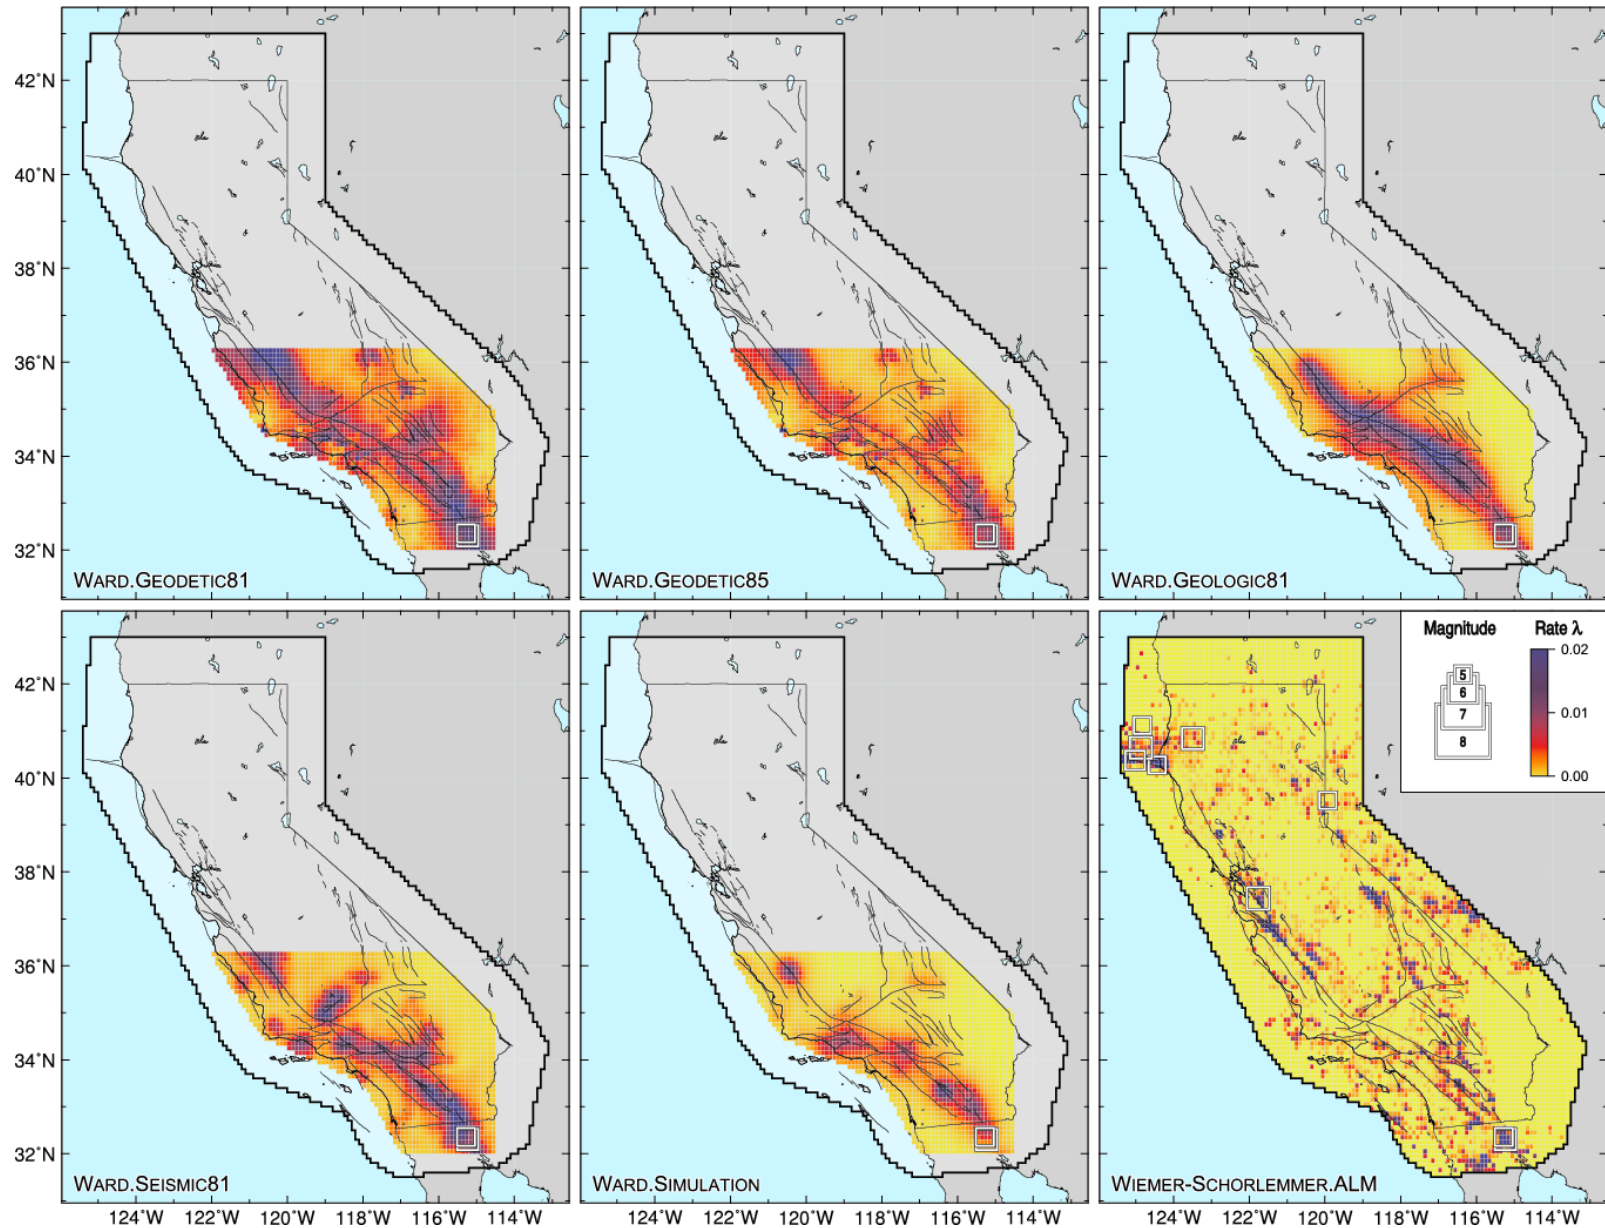 42°N
40°N
38°N
36°N
34°N
32°N
WARD.GEODETIC81
WARD.GEODETIC85
WARD.GEOLOGIC81
42°N
40°N
38°N
36°N
34°N
32°N
WARD.SEISMIC81
WARD.SIMULATION
WIEMER-SCHORLEMMER.ALM
Magnitude
5
6
7
8
Rate λ
0.02
0.01
0.00
124°W 122°W 120°W 118°W 116°W 114°W
124°W 122°W 120°W 118°W 116°W 114°W
124°W 122°W 120°W 118°W 116°W 114°W